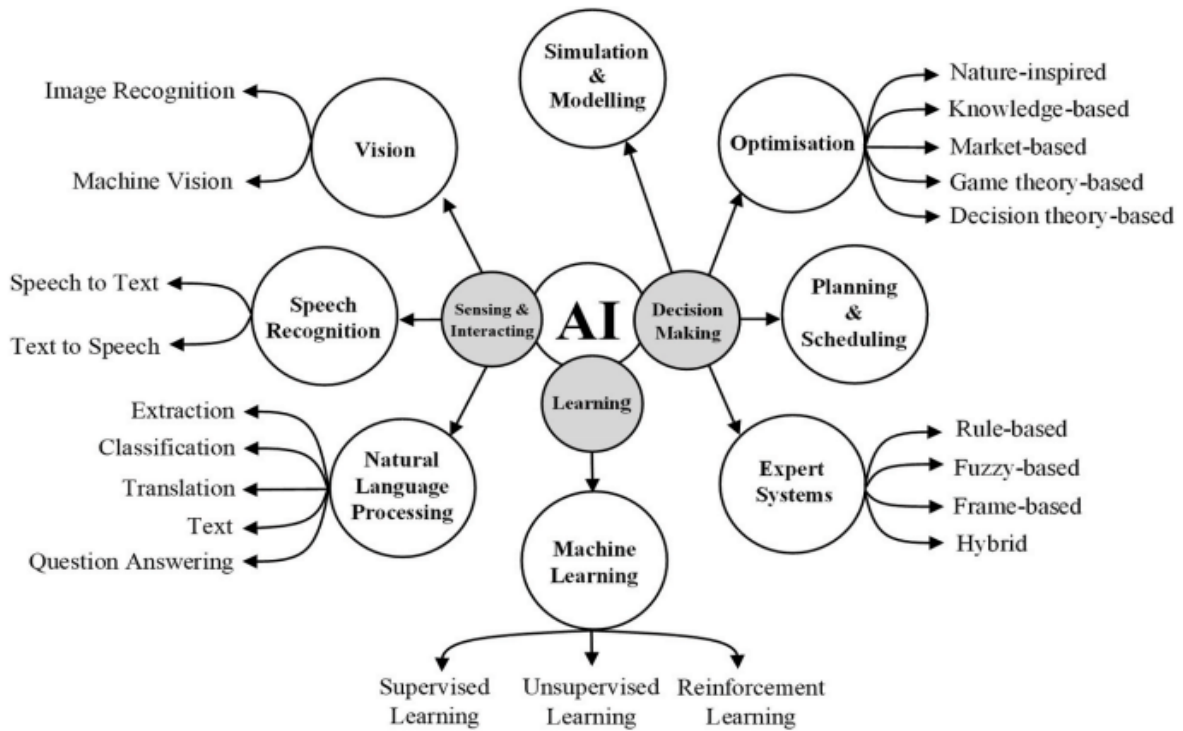 Simulation
&
Modelling
Image Recognition
Machine Vision
Vision
Optimisation
Nature-inspired
Knowledge-based
Market-based
Game theory-based
Decision theory-based
Speech to Text
Text to Speech
Speech
Recognition
Sensing &
Interacting
AI
Decision
Making
Planning
&
Scheduling
Learning
Extraction
Classification
Translation
Text
Question Answering
Natural
Language
Processing
Expert
Systems
Rule-based
Fuzzy-based
Frame-based
Hybrid
Machine
Learning
Supervised
Learning
Unsupervised
Learning
Reinforcement
Learning